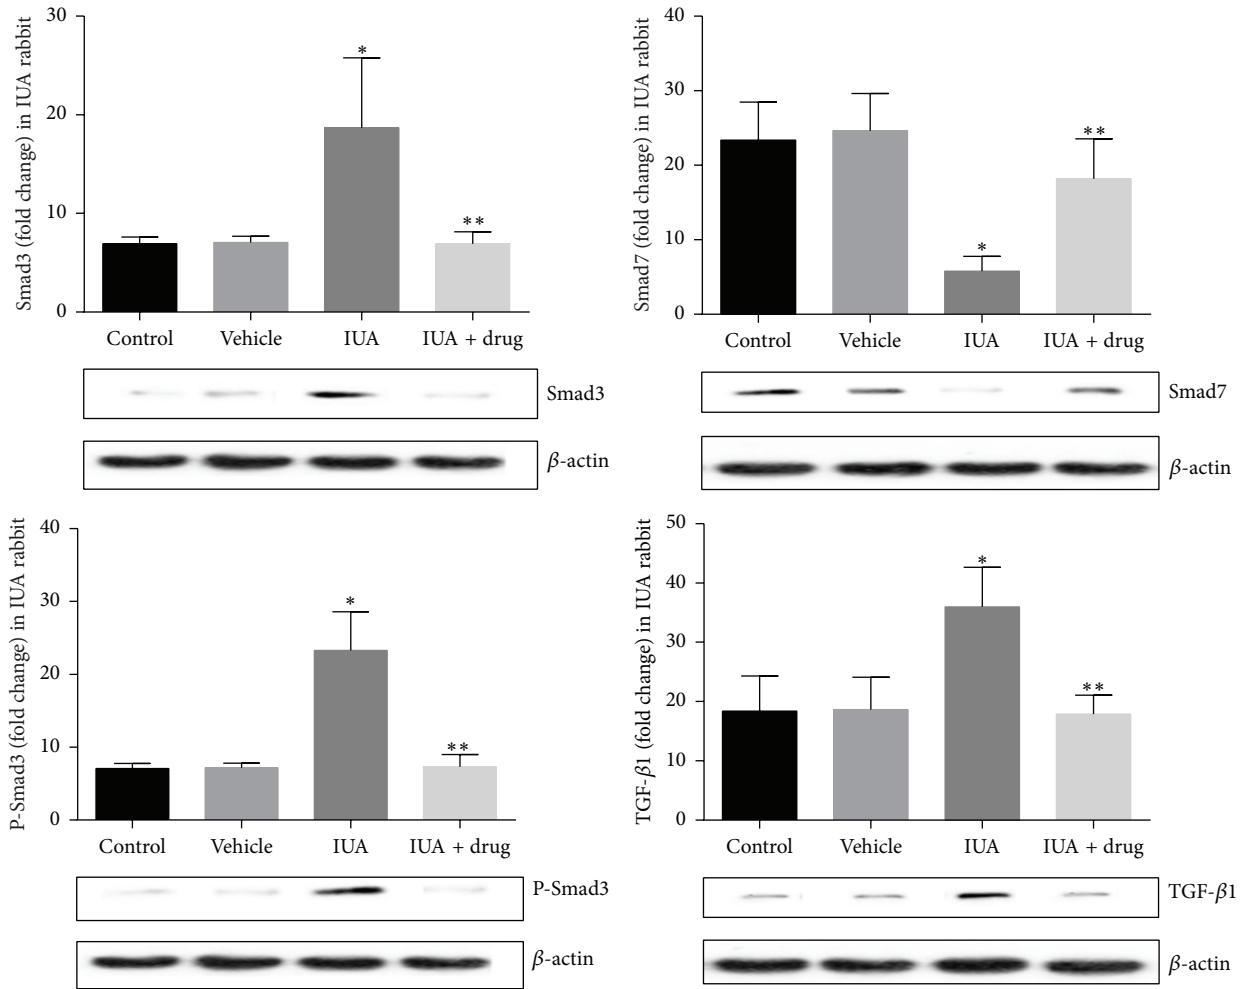 Smad3 (fold change) in IUA rabbit
30
20
10
0
*
**
Control Vehicle IUA IUA + drug
Smad3
β-actin
Smad7 (fold change) in IUA rabbit
40
30
20
10
0
*
**
Control Vehicle IUA IUA + drug
Smad7
β-actin
P-Smad3 (fold change) in IUA rabbit
40
30
20
10
0
*
**
Control Vehicle IUA IUA + drug
P-Smad3
β-actin
TGF-β1 (fold change) in IUA rabbit
50
40
30
20
10
0
*
**
Control Vehicle IUA IUA + drug
TGF-β1
β-actin